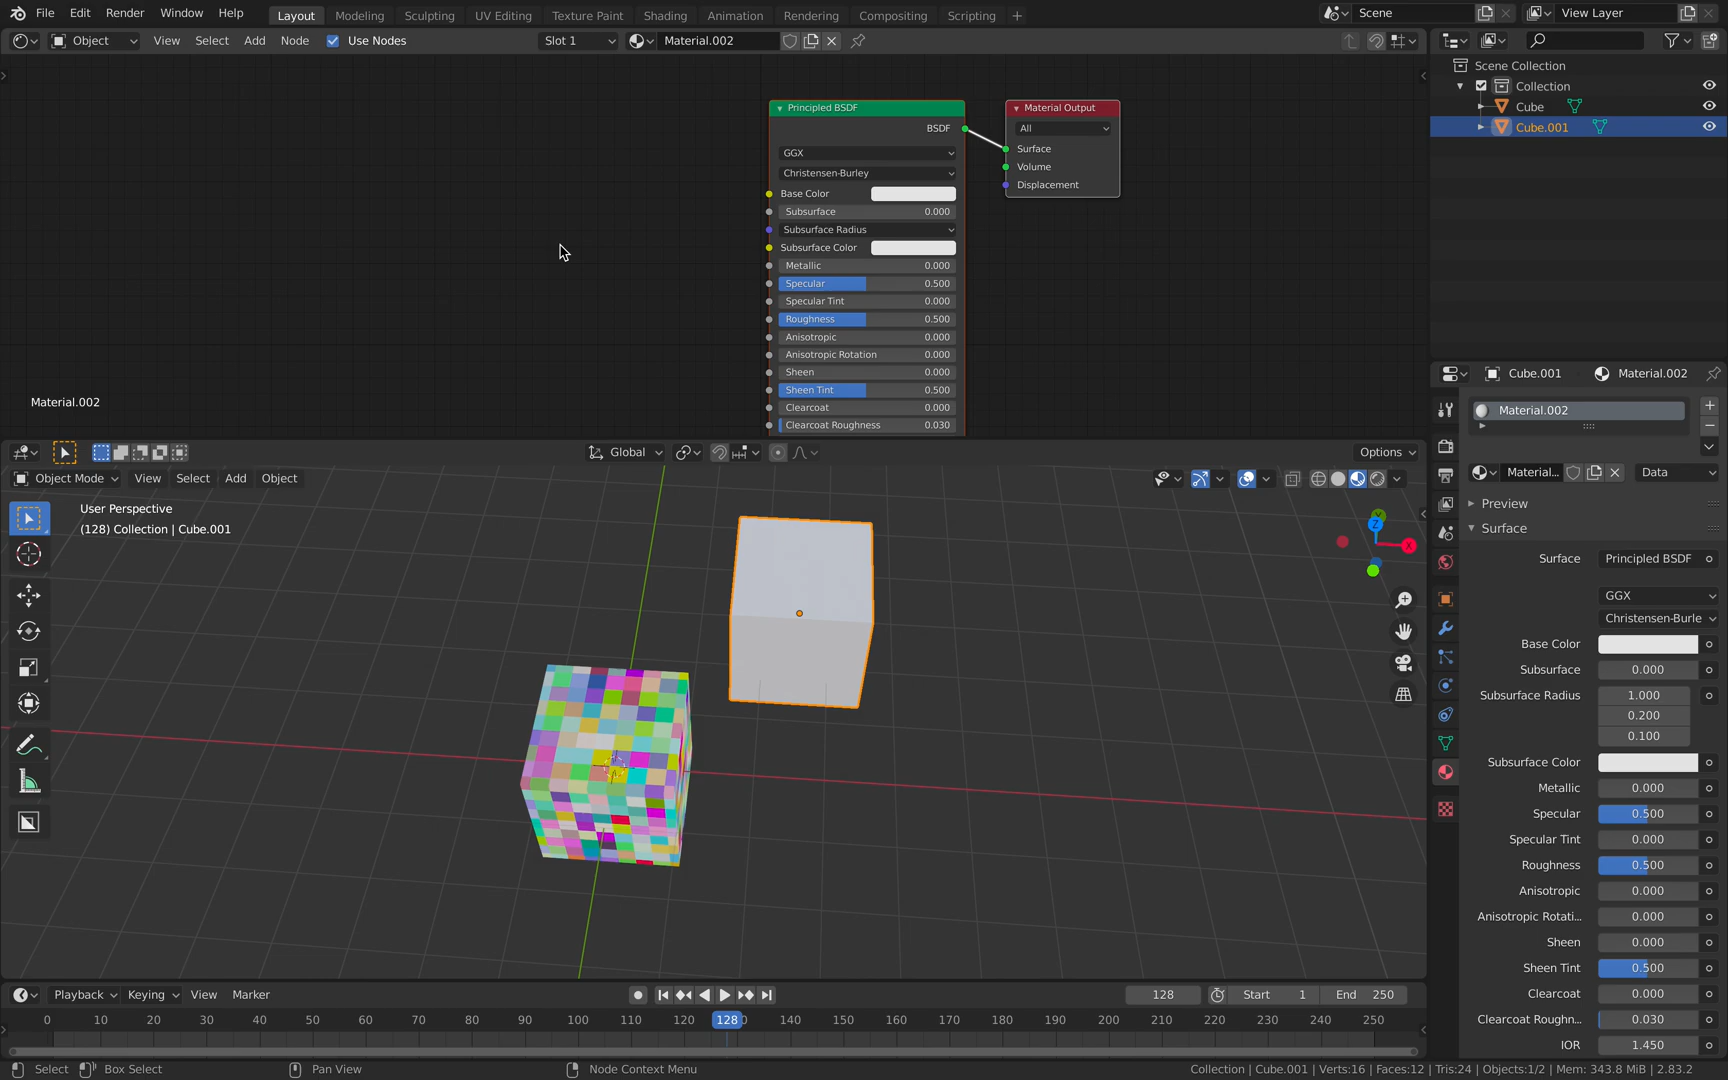 File Edit Render Window Help Layout Modeling Sculpting UV Editing Texture Paint Shading Animation Rendering Compositing Scripting + Scene View Layer
Object View Select Add Node Use Nodes Slot 1 Material.002
Scene Collection
Collection
Cube
Cube.001
Principled BSDF
BSDF
GGX
Christensen-Burley
Base Color
Subsurface 0.000
Subsurface Radius
Subsurface Color
Metallic 0.000
Specular 0.500
Specular Tint 0.000
Roughness 0.500
Anisotropic 0.000
Anisotropic Rotation 0.000
Sheen 0.000
Sheen Tint 0.500
Clearcoat 0.000
Clearcoat Roughness 0.030
Material Output
All
Surface
Volume
Displacement
Material.002
Global Options
Object Mode View Select Add Object
User Perspective
(128) Collection | Cube.001
X
Y
Z
Cube.001 Material.002
Material.002
Material... Data
Preview
Surface
Surface Principled BSDF
GGX
Christensen-Burle
Base Color
Subsurface 0.000
Subsurface Radius 1.000
0.200
0.100
Subsurface Color
Metallic 0.000
Specular 0.500
Specular Tint 0.000
Roughness 0.500
Anisotropic 0.000
Anisotropic Rotati... 0.000
Sheen 0.000
Sheen Tint 0.500
Clearcoat 0.000
Clearcoat Roughn... 0.030
IOR 1.450
Playback Keying View Marker 128 Start 1 End 250
0 10 20 30 40 50 60 70 80 90 100 110 120 128 140 150 160 170 180 190 200 210 220 230 240 250
Select Box Select Pan View Node Context Menu Collection | Cube.001 | Verts:16 | Faces:12 | Tris:24 | Objects:1/2 | Mem: 343.8 MiB | 2.83.2